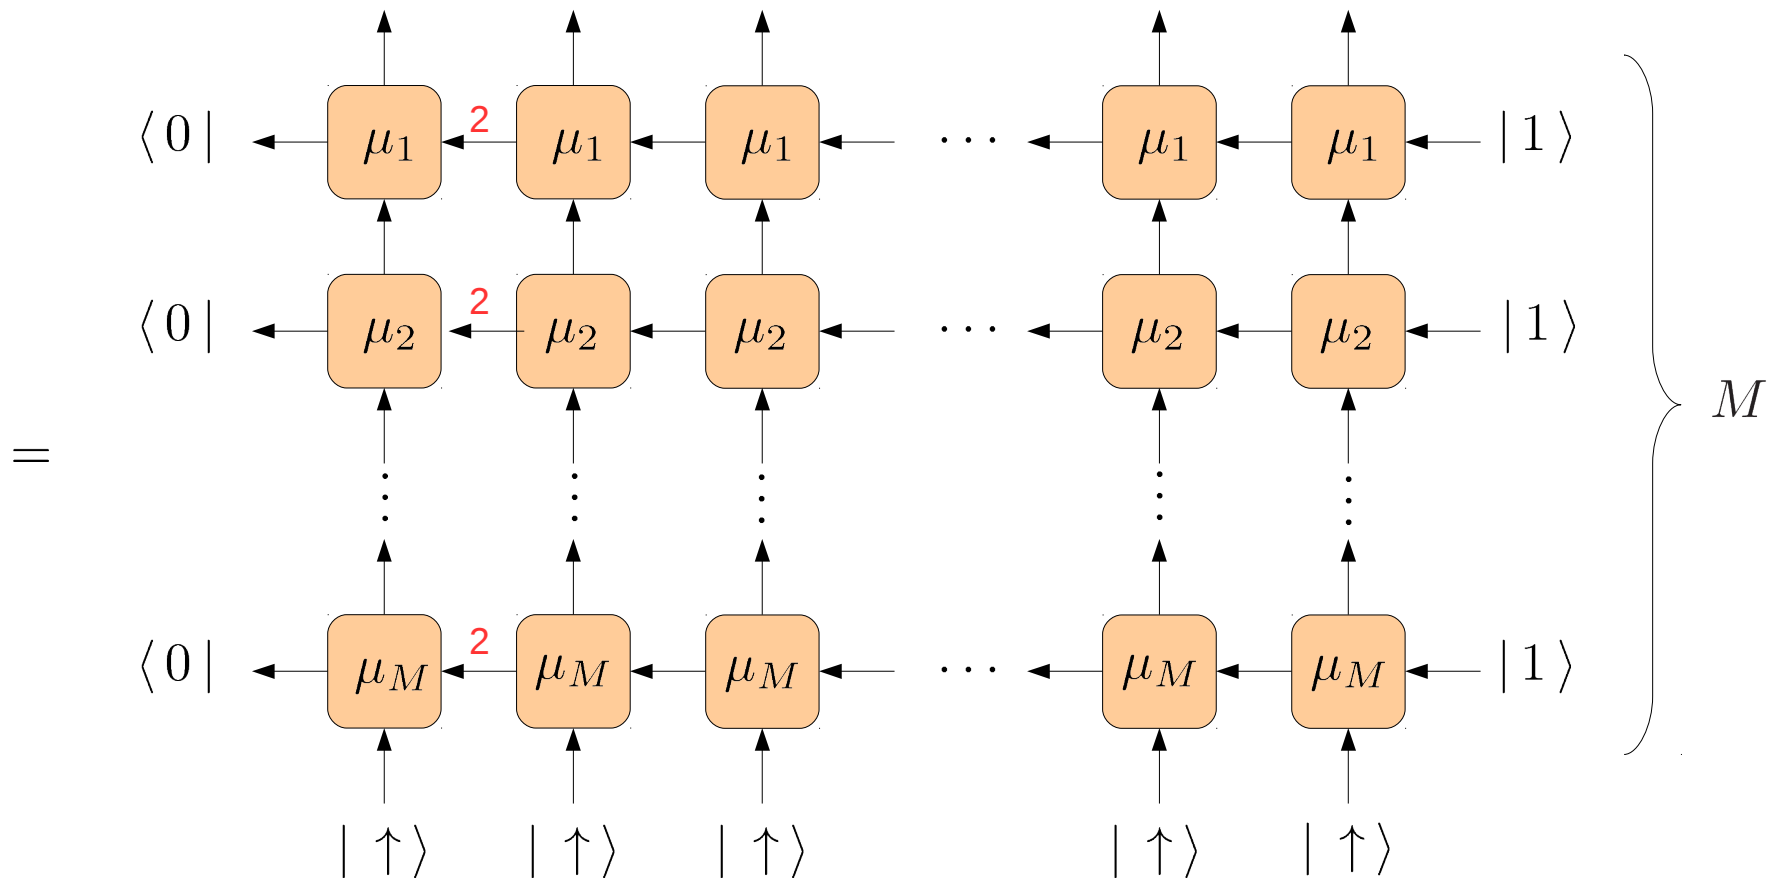 ⟨0| μ₁ 2 μ₁ μ₁ ··· μ₁ μ₁ |1⟩
⟨0| μ₂ 2 μ₂ μ₂ ··· μ₂ μ₂ |1⟩
= ⋮ ⋮ ⋮ ⋮ ⋮ M
⟨0| μ_M 2 μ_M μ_M ··· μ_M μ_M |1⟩
|↑⟩ |↑⟩ |↑⟩ |↑⟩ |↑⟩